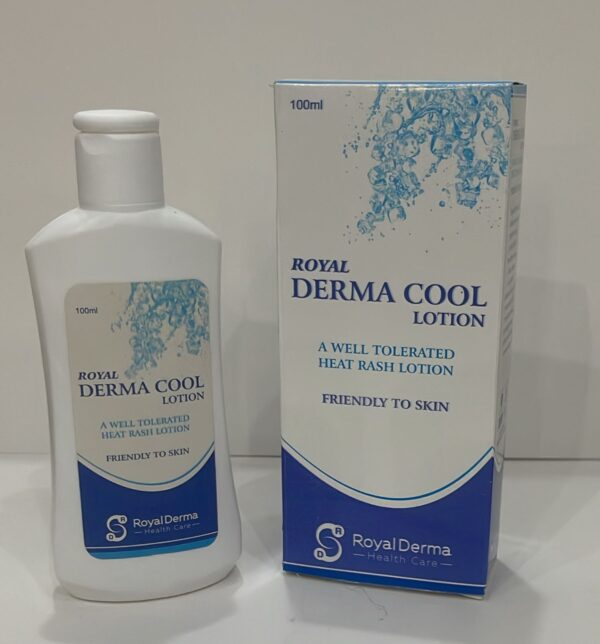 100ml
ROYAL
DERMA COOL
LOTION
A WELL TOLERATED
HEAT RASH LOTION
FRIENDLY TO SKIN
S
R
D
Royal Derma
Health Care
100ml
ROYAL
DERMA COOL
LOTION
A WELL TOLERATED
HEAT RASH LOTION
FRIENDLY TO SKIN
S
R
D
Royal Derma
Health Care